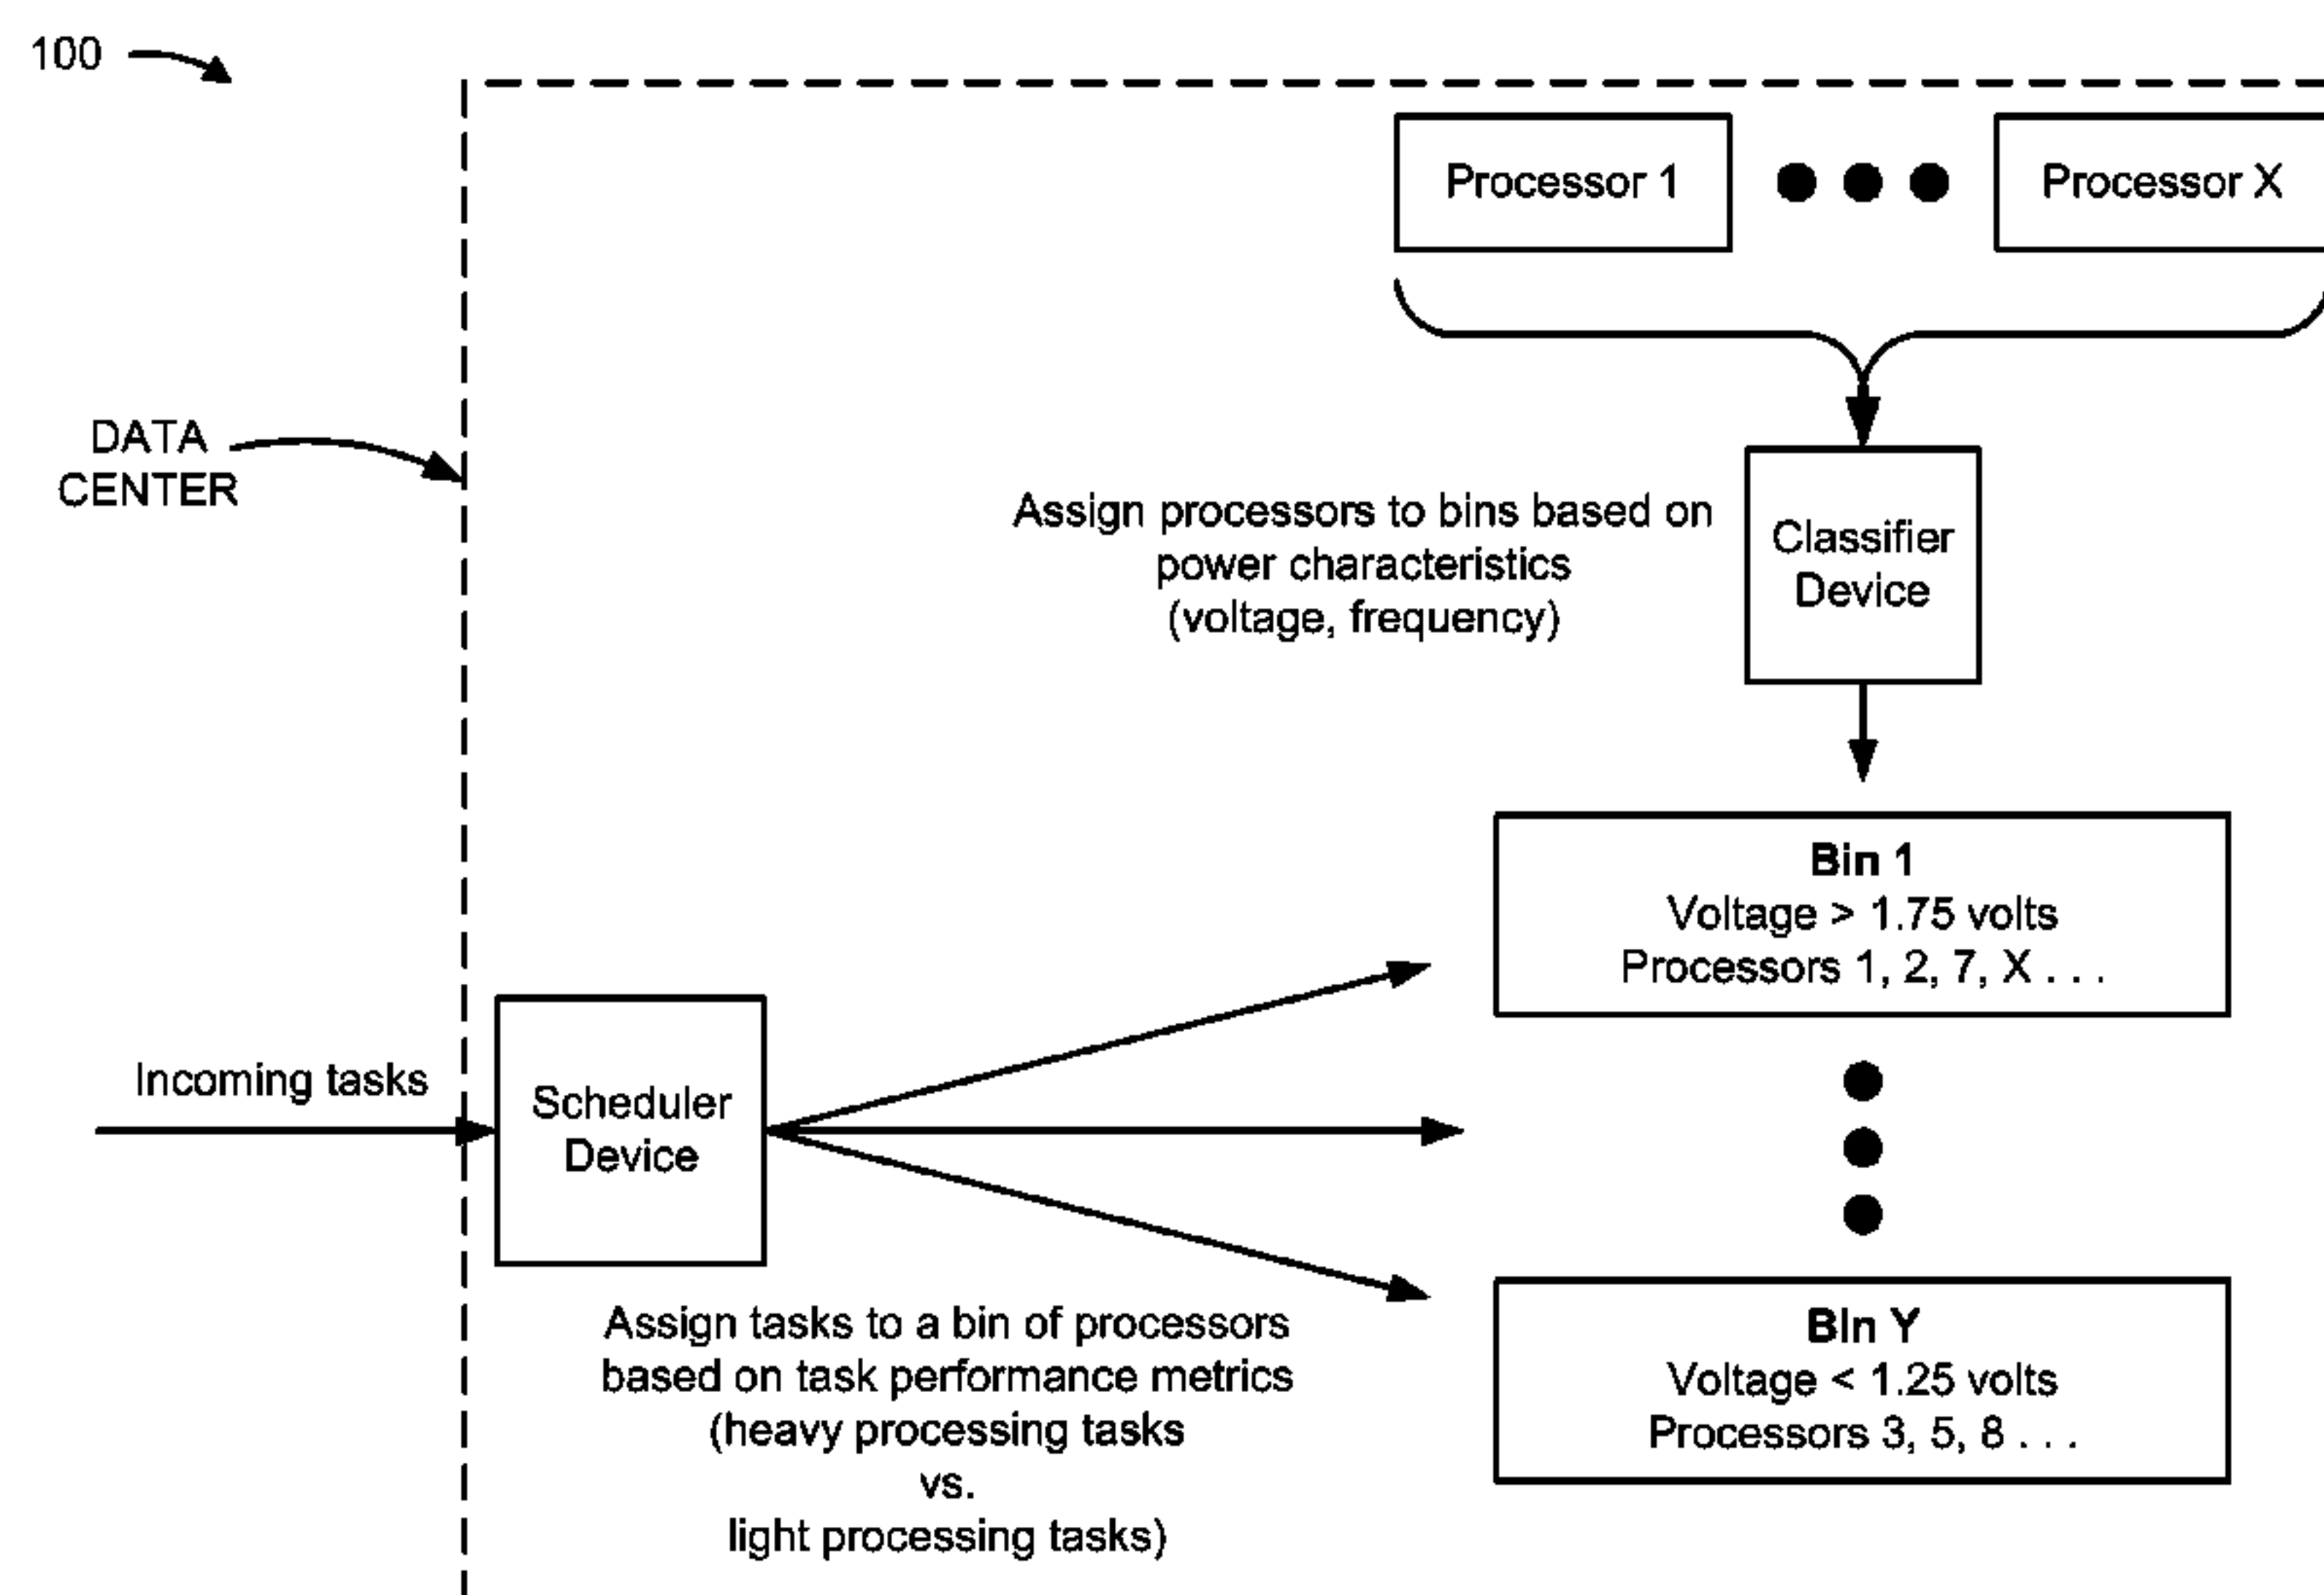 100
Processor 1
Processor X
DATA
CENTER
Assign processors to bins based on
power characteristics
(voltage, frequency)
Classifier
Device
Bin 1
Voltage > 1.75 volts
Processors 1, 2, 7, X . . .
Incoming tasks
Scheduler
Device
Assign tasks to a bin of processors
based on task performance metrics
(heavy processing tasks
vs.
light processing tasks)
BIn Y
Voltage < 1.25 volts
Processors 3, 5, 8 . . .